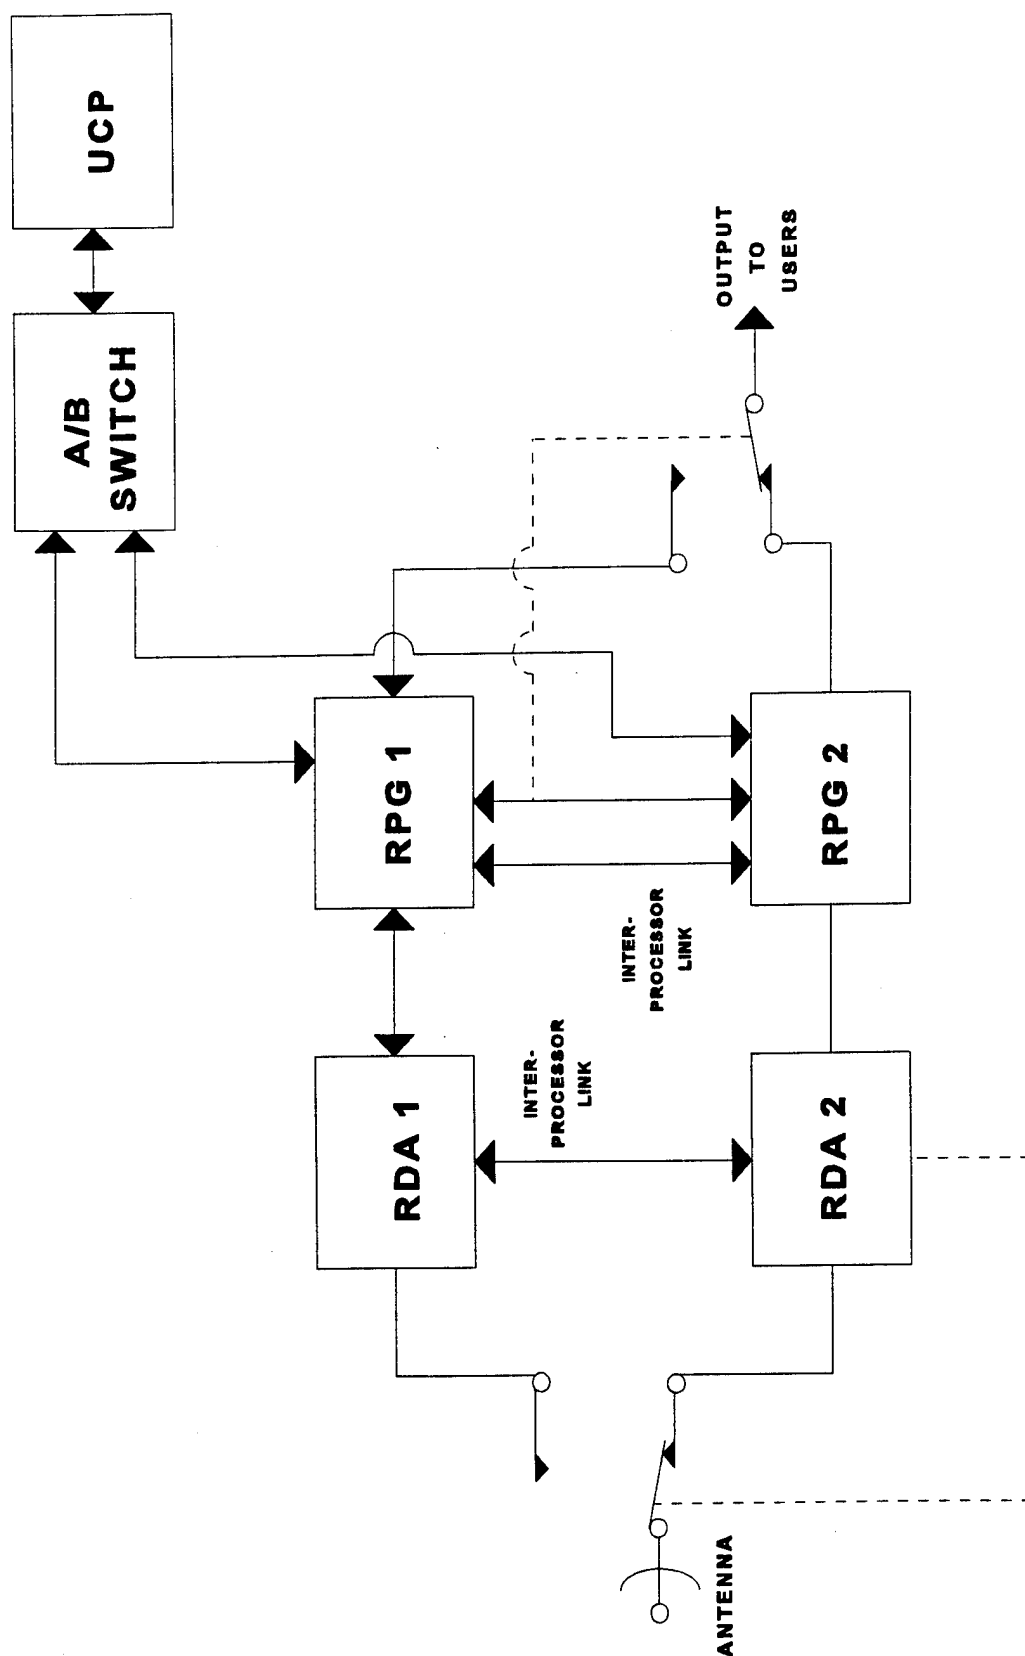 UCP
A/B
SWITCH
OUTPUT
TO
USERS
RPG 1
RPG 2
INTER-
PROCESSOR
LINK
INTER-
PROCESSOR
LINK
RDA 1
RDA 2
ANTENNA